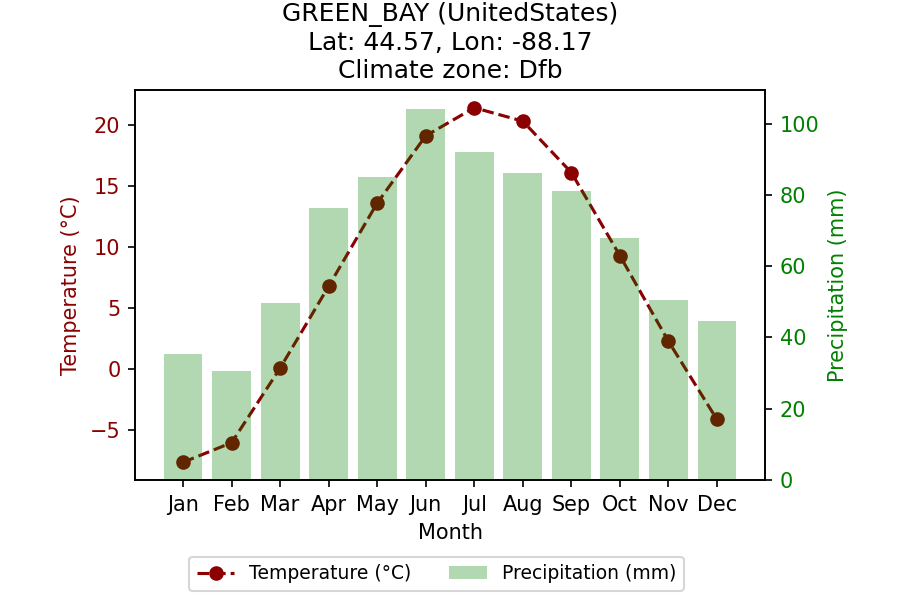 GREEN_BAY (UnitedStates)
Lat: 44.57, Lon: -88.17
Climate zone: Dfb
Temperature (°C)
20
15
10
5
0
−5
100
80
60
40
20
0
Precipitation (mm)
Jan Feb Mar Apr May Jun Jul Aug Sep Oct Nov Dec
Month
Temperature (°C) Precipitation (mm)